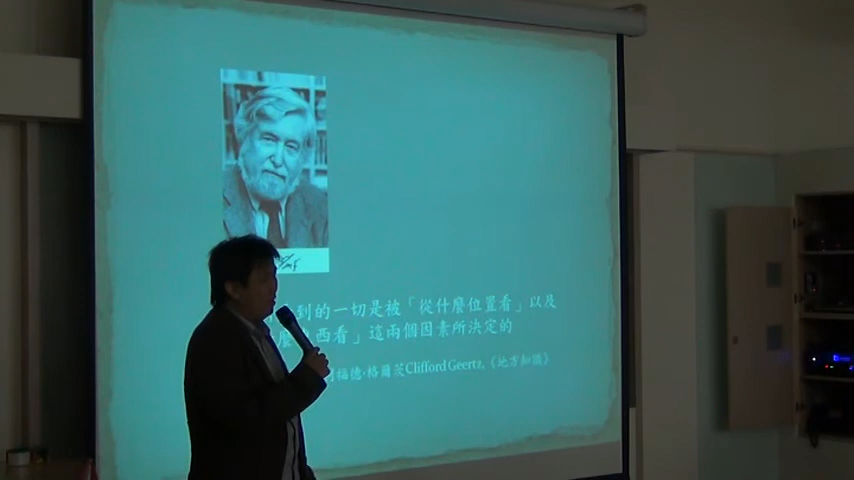 到的一切是被「從什麼位置看」以及
西看」這兩個因素所決定的
福德·格爾茨Clifford Geertz,《地方知識》